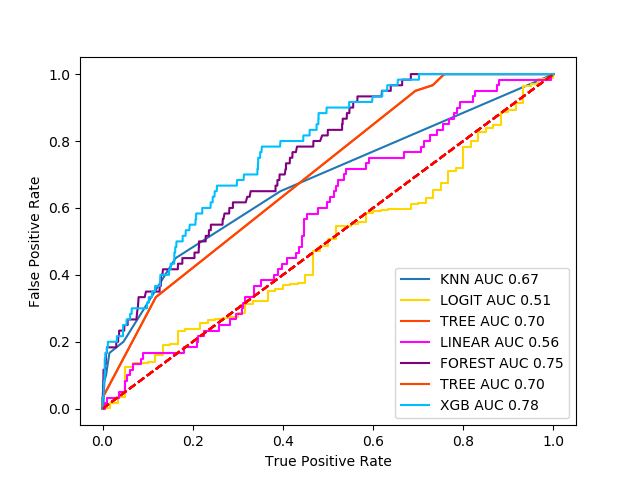 1.0
0.8
0.6
0.4
0.2
0.0
False Positive Rate
0.0 0.2 0.4 0.6 0.8 1.0
True Positive Rate
KNN AUC 0.67
LOGIT AUC 0.51
TREE AUC 0.70
LINEAR AUC 0.56
FOREST AUC 0.75
TREE AUC 0.70
XGB AUC 0.78